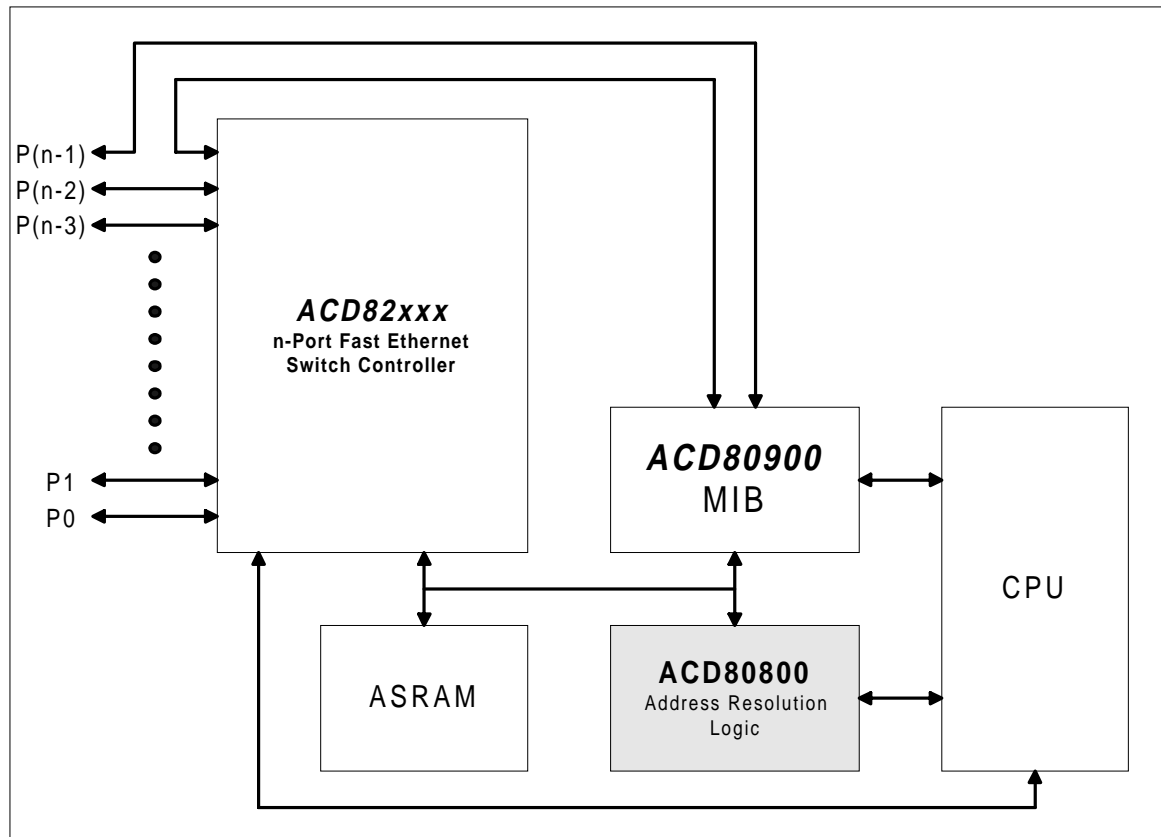 P(n-1)
P(n-2)
P(n-3)
P1
P0
ACD82xxx
n-Port Fast Ethernet
Switch Controller
ACD80900
MIB
CPU
ASRAM
ACD80800
Address Resolution
Logic